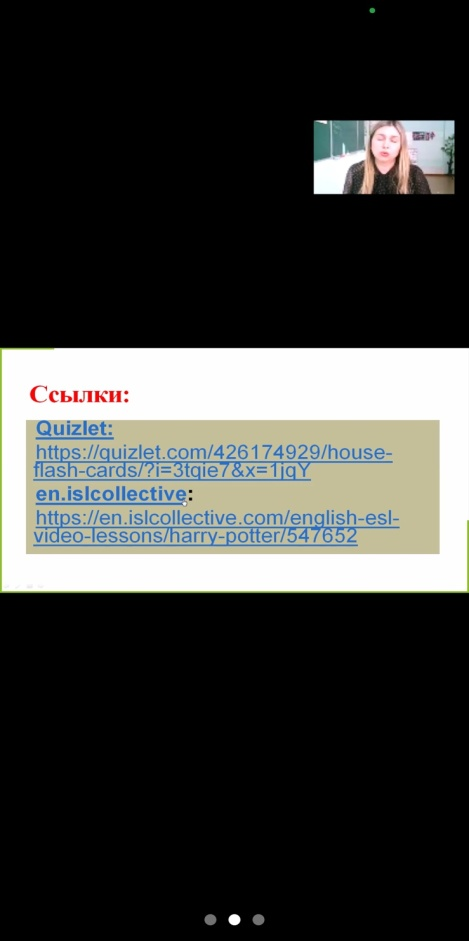 Ссылки:
Quizlet:
https://quizlet.com/426174929/house-
flash-cards/?i=3tqie7&x=1jqY
en.islcollective:
https://en.islcollective.com/english-esl-
video-lessons/harry-potter/547652